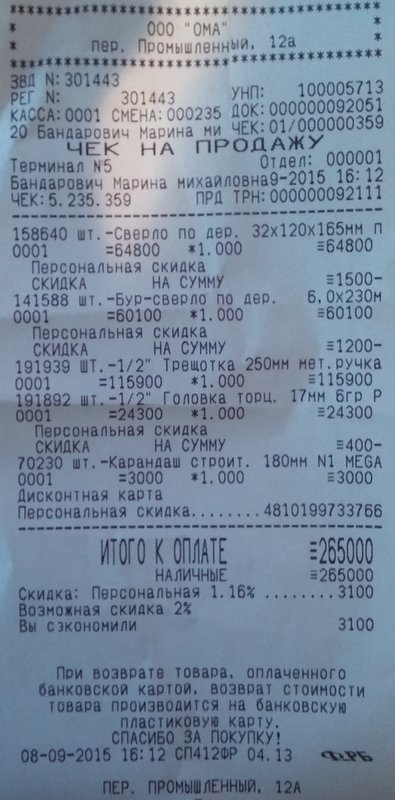 ООО "ОМА"
пер. Промышленный, 12а
ЗВД N: 301443
РЕГ N: 301443 УНП: 100005713
КАССА:0001 СМЕНА:000235 ДОК:000000092051
20 Бандарович Марина ми ЧЕК: 01/000000359
ЧЕК НА ПРОДАЖУ
Терминал №5 Отдел: 000001
Бандарович Марина михайловна9-2015 16:12
ЧЕК: 5.235.359 ПРД ТРН:000000092111
158640 шт.-Сверло по дер. 32х120х165мм П
0001 =64800 *1.000 ≡64800
Персональная скидка
СКИДКА НА СУММУ ≡1500-
141588 шт.-Бур-сверло по дер. 6,0х230м
0001 =60100 *1.000 ≡60100
Персональная скидка
СКИДКА НА СУММУ ≡1200-
191939 шт.-1/2" Трещотка 250мм мет.ручка
0001 =115900 *1.000 ≡115900
191892 шт.-1/2" Головка торц. 17мм 6гр Р
0001 =24300 *1.000 ≡24300
Персональная скидка
СКИДКА НА СУММУ ≡400-
70230 шт.-Карандаш строит. 180мм N1 MEGA
0001 =3000 *1.000 ≡3000
Дисконтная карта
Персональная скидка.....4810199733766
ИТОГО К ОПЛАТЕ ≡265000
НАЛИЧНЫЕ ≡265000
Скидка: Персональная 1.16% ........3100
Возможная скидка 2%
Вы сэкономили 3100
При возврате товара, оплаченного
банковской картой, возврат стоимости
товара производится на банковскую
пластиковую карту.
СПАСИБО ЗА ПОКУПКУ!
08-09-2015 16:12 СП412ФР 04.13 РБ
ПЕР. ПРОМЫШЛЕННЫЙ, 12А